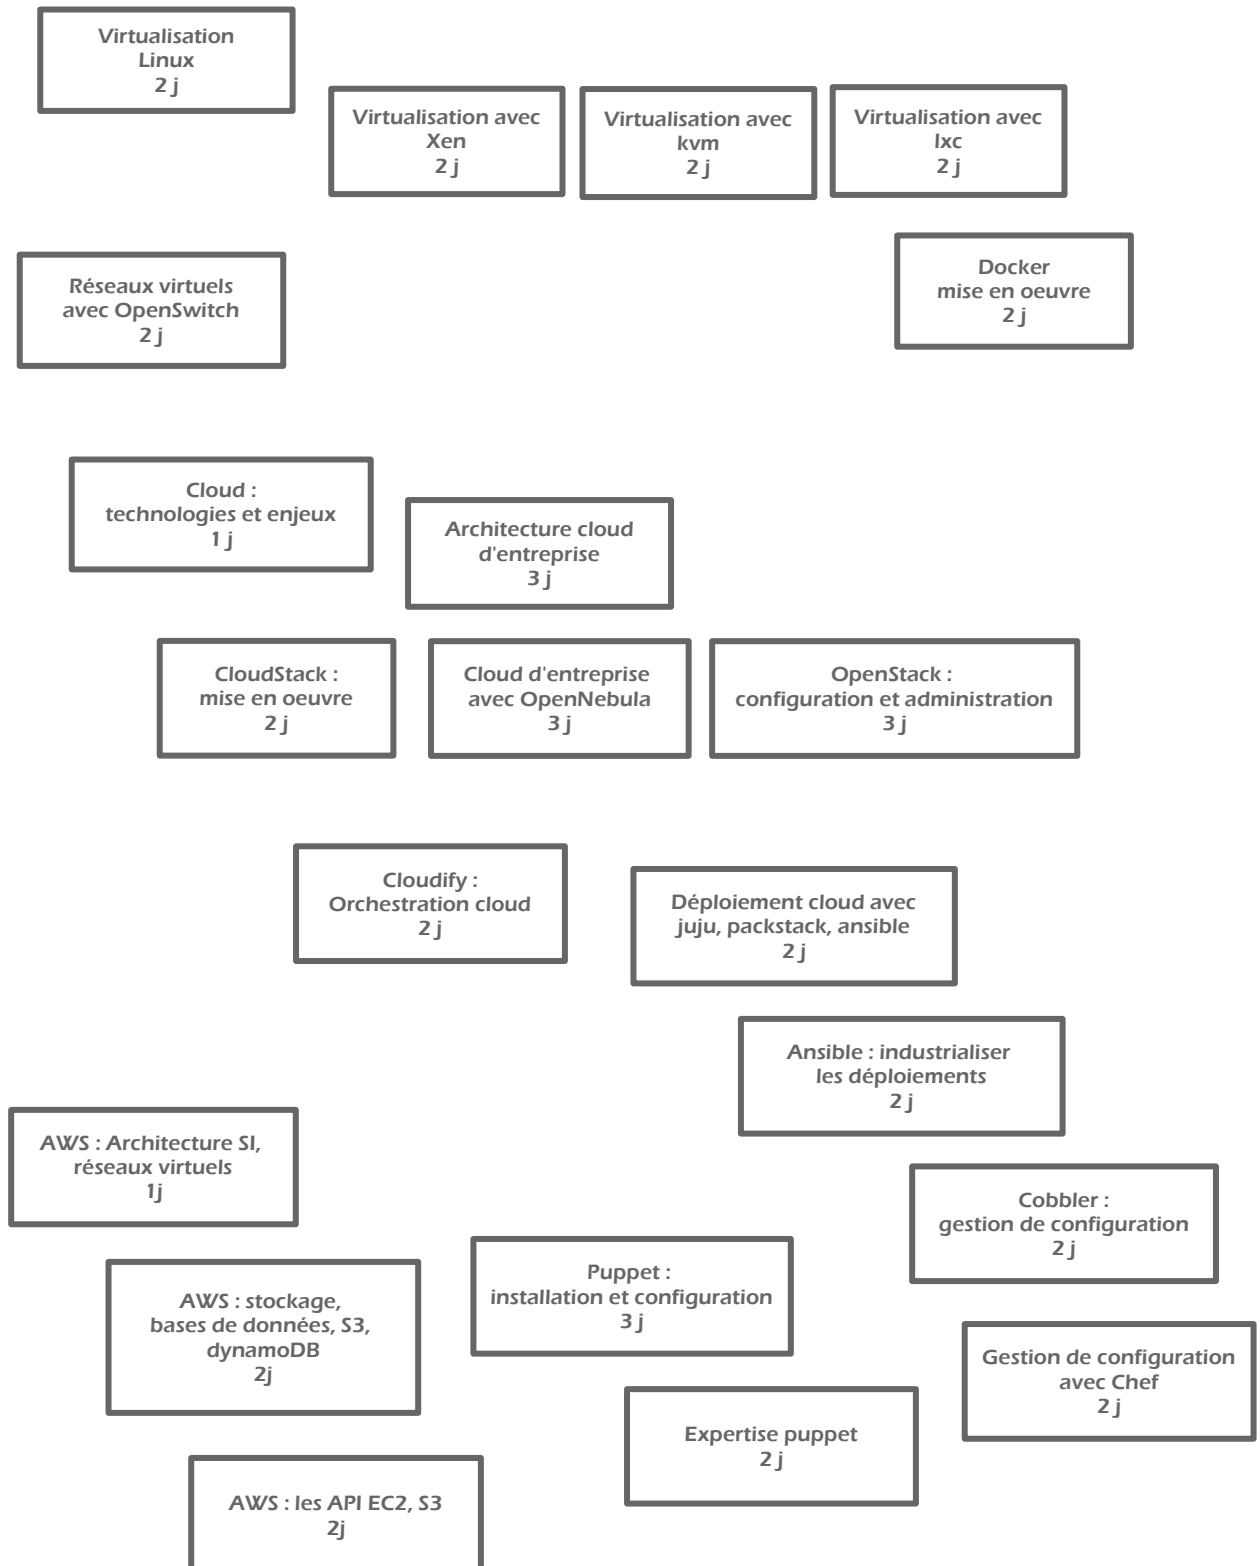 Virtualisation
Linux
2 j
Virtualisation avec
Xen
2 j
Virtualisation avec
kvm
2 j
Virtualisation avec
lxc
2 j
Réseaux virtuels
avec OpenSwitch
2 j
Docker
mise en oeuvre
2 j
Cloud :
technologies et enjeux
1 j
Architecture cloud
d'entreprise
3 j
CloudStack :
mise en oeuvre
2 j
Cloud d'entreprise
avec OpenNebula
3 j
OpenStack :
configuration et administration
3 j
Cloudify :
Orchestration cloud
2 j
Déploiement cloud avec
juju, packstack, ansible
2 j
Ansible : industrialiser
les déploiements
2 j
AWS : Architecture SI,
réseaux virtuels
1j
Cobbler :
gestion de configuration
2 j
Puppet :
installation et configuration
3 j
AWS : stockage,
bases de données, S3,
dynamoDB
2j
Gestion de configuration
avec Chef
2 j
Expertise puppet
2 j
AWS : les API EC2, S3
2j